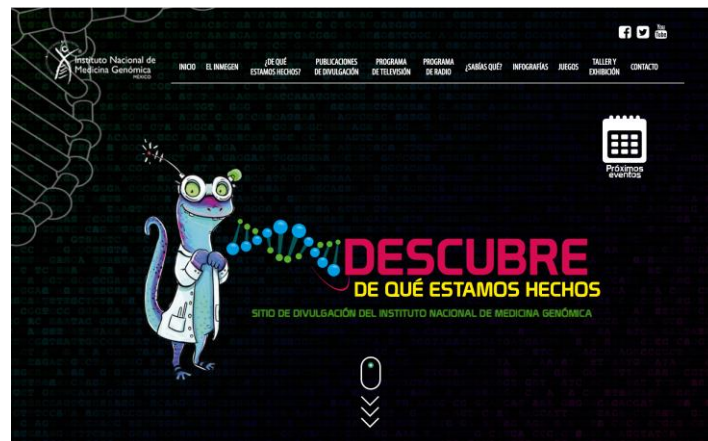 You
Tube
Instituto Nacional de
Medicina Genómica
MÉXICO
INICIO
EL INMEGEN
¿DE QUÉ
ESTAMOS HECHOS?
PUBLICACIONES
DE DIVULGACIÓN
PROGRAMA
DE TELEVISIÓN
PROGRAMA
DE RADIO
¿SABÍAS QUÉ?
INFOGRAFÍAS
JUEGOS
TALLER Y
EXHIBICIÓN
CONTACTO
Próximos
eventos
DESCUBRE
DE QUÉ ESTAMOS HECHOS
SITIO DE DIVULGACIÓN DEL INSTITUTO NACIONAL DE MEDICINA GENÓMICA